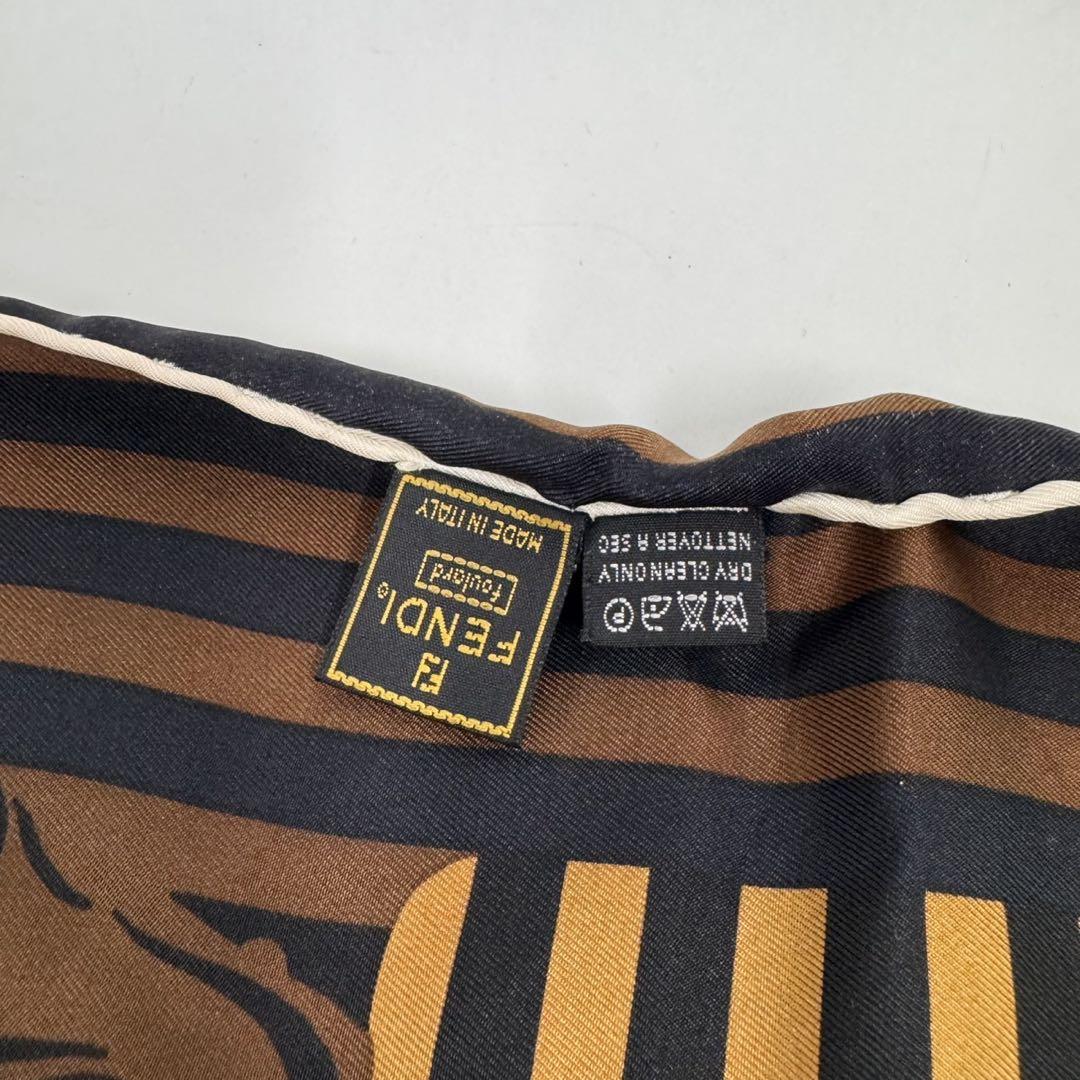 FENDI®
foulard
MADE IN ITALY
P
DRY CLEAN ONLY
NETTOYER A SEC